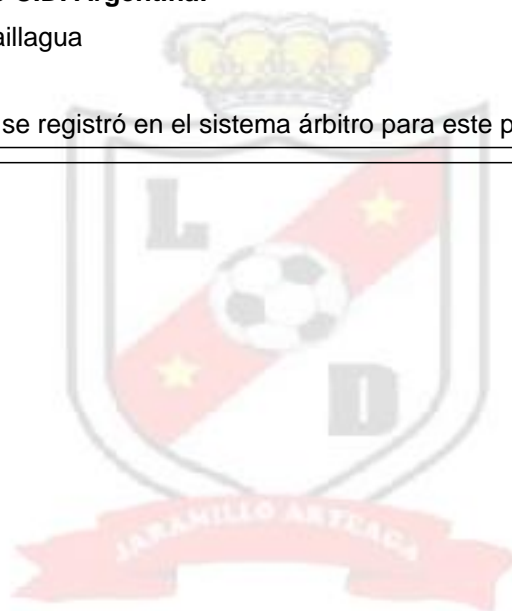 C.D. Argentina.
aillagua
se registró en el sistema árbitro para este p
L
D
JARAMILLO ARTEAGA